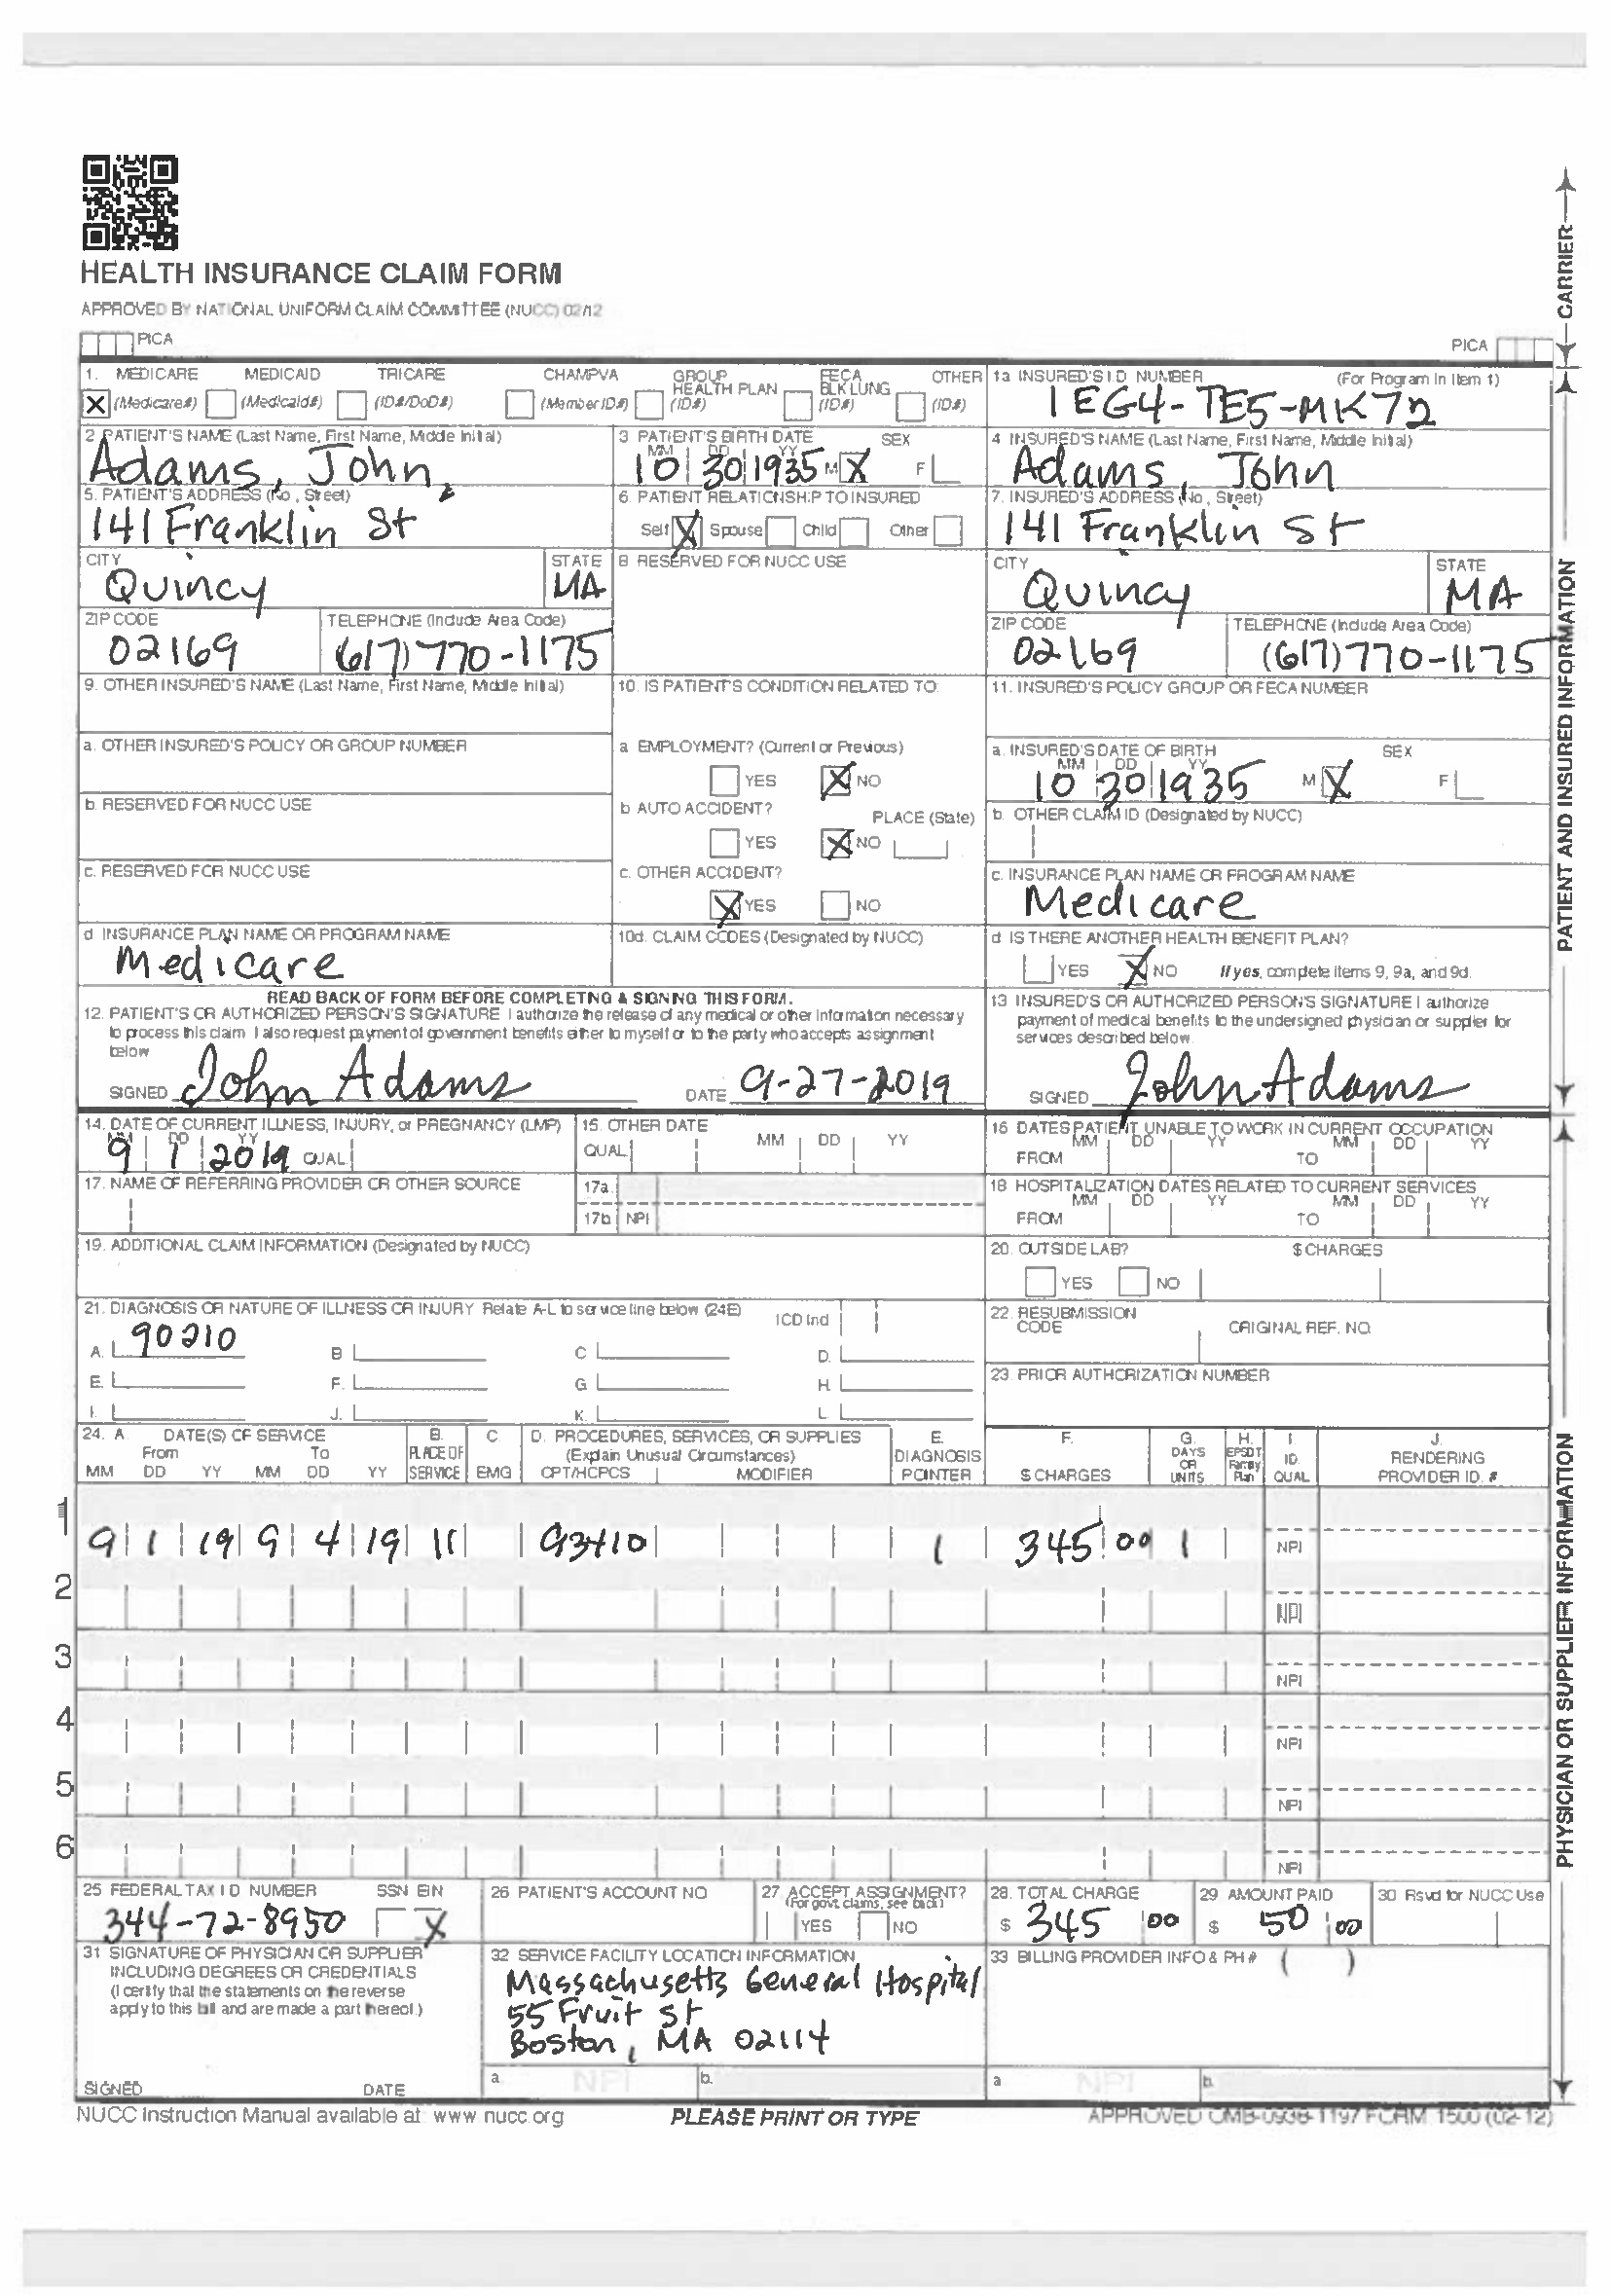 HEALTH INSURANCE CLAIM FORM
APPROVED BY NATIONAL UNIFORM CLAIM COMMITTEE (NUCC) 02/12
PICA PICA
CARRIER
1. MEDICARE MEDICAID TRICARE CHAMPVA GROUP HEALTH PLAN FECA BLK LUNG OTHER
X (Medicare#) (Medicaid#) (ID#/DoD#) (Member ID#) (ID#) (ID#) (ID#)
1a INSURED'S I D NUMBER (For Program in Item 1)
1EG4-TE5-MK72
2 PATIENT'S NAME (Last Name, First Name, Middle Initial)
Adams, John,
3 PATIENT'S BIRTH DATE SEX
MM DD YY
10 30 1935 M X F
4 INSURED'S NAME (Last Name, First Name, Middle Initial)
Adams, John
5. PATIENT'S ADDRESS (No, Street)
141 Franklin St
6 PATIENT RELATIONSHIP TO INSURED
Self X Spouse Child Other
7. INSURED'S ADDRESS (No, Street)
141 Franklin St
CITY STATE
Quincy MA
8 RESERVED FOR NUCC USE
CITY STATE
Quincy MA
ZIP CODE TELEPHONE (Include Area Code)
02169 (617)770-1175
ZIP CODE TELEPHONE (Include Area Code)
02169 (617)770-1175
9. OTHER INSURED'S NAME (Last Name, First Name, Middle Initial)
10. IS PATIENT'S CONDITION RELATED TO:
11. INSURED'S POLICY GROUP OR FECA NUMBER
a. OTHER INSURED'S POLICY OR GROUP NUMBER
a EMPLOYMENT? (Current or Previous)
YES X NO
a. INSURED'S DATE OF BIRTH SEX
MM DD YY
10 30 1935 M X F
b RESERVED FOR NUCC USE
b AUTO ACCIDENT? PLACE (State)
YES X NO
b. OTHER CLAIM ID (Designated by NUCC)
c. RESERVED FOR NUCC USE
c. OTHER ACCIDENT?
X YES NO
c. INSURANCE PLAN NAME OR PROGRAM NAME
Medicare
d INSURANCE PLAN NAME OR PROGRAM NAME
Medicare
10d. CLAIM CODES (Designated by NUCC)
d IS THERE ANOTHER HEALTH BENEFIT PLAN?
YES X NO If yes, complete items 9, 9a, and 9d.
PATIENT AND INSURED INFORMATION
READ BACK OF FORM BEFORE COMPLETING & SIGNING THIS FORM.
12. PATIENT'S OR AUTHORIZED PERSON'S SIGNATURE I authorize the release of any medical or other information necessary
to process this claim I also request payment of government benefits either to myself or to the party who accepts assignment
below
SIGNED John Adams DATE 9-27-2019
13 INSURED'S OR AUTHORIZED PERSON'S SIGNATURE I authorize
payment of medical benefits to the undersigned physician or supplier for
services described below.
SIGNED John Adams
14. DATE OF CURRENT ILLNESS, INJURY, or PREGNANCY (LMP)
MM DD YY
9 1 2019 QUAL
15. OTHER DATE
QUAL MM DD YY
16 DATES PATIENT UNABLE TO WORK IN CURRENT OCCUPATION
MM DD YY MM DD YY
FROM TO
17. NAME OF REFERRING PROVIDER OR OTHER SOURCE
17a.
17b NPI
18 HOSPITALIZATION DATES RELATED TO CURRENT SERVICES
MM DD YY MM DD YY
FROM TO
19. ADDITIONAL CLAIM INFORMATION (Designated by NUCC)
20. OUTSIDE LAB? $ CHARGES
YES NO
21. DIAGNOSIS OR NATURE OF ILLNESS OR INJURY Relate A-L to service line below (24E) ICD Ind
A. 90210 B C D.
E. F. G H.
I. J. K. L.
22. RESUBMISSION CODE ORIGINAL REF. NO.
23. PRIOR AUTHORIZATION NUMBER
24. A. DATE(S) OF SERVICE B. C. D. PROCEDURES, SERVICES, OR SUPPLIES E. F. G. H. I. J.
From To PLACE OF (Explain Unusual Circumstances) DIAGNOSIS DAYS OR EPSDT Family ID. RENDERING
MM DD YY MM DD YY SERVICE EMG CPT/HCPCS MODIFIER POINTER $ CHARGES UNITS Plan QUAL PROVIDER ID. #
1 9 1 19 9 4 19 11 93410 1 345 00 1 NPI
2 NPI
3 NPI
4 NPI
5 NPI
6 NPI
PHYSICIAN OR SUPPLIER INFORMATION
25 FEDERAL TAX I D NUMBER SSN EIN
344-72-8950 X
26 PATIENT'S ACCOUNT NO
27 ACCEPT ASSIGNMENT?
(For govt claims, see back)
YES NO
28. TOTAL CHARGE
$ 345 00
29 AMOUNT PAID
$ 50 00
30 Rsvd for NUCC Use
31 SIGNATURE OF PHYSICIAN OR SUPPLIER
INCLUDING DEGREES OR CREDENTIALS
(I certify that the statements on the reverse
apply to this bill and are made a part thereof.)
SIGNED DATE
32 SERVICE FACILITY LOCATION INFORMATION
Massachusetts General Hospital
55 Fruit St
Boston, MA 02114
a. NPI b.
33 BILLING PROVIDER INFO & PH # ( )
a NPI b.
NUCC Instruction Manual available at: www nucc.org
PLEASE PRINT OR TYPE
APPROVED OMB-0938-1197 FORM 1500 (02-12)